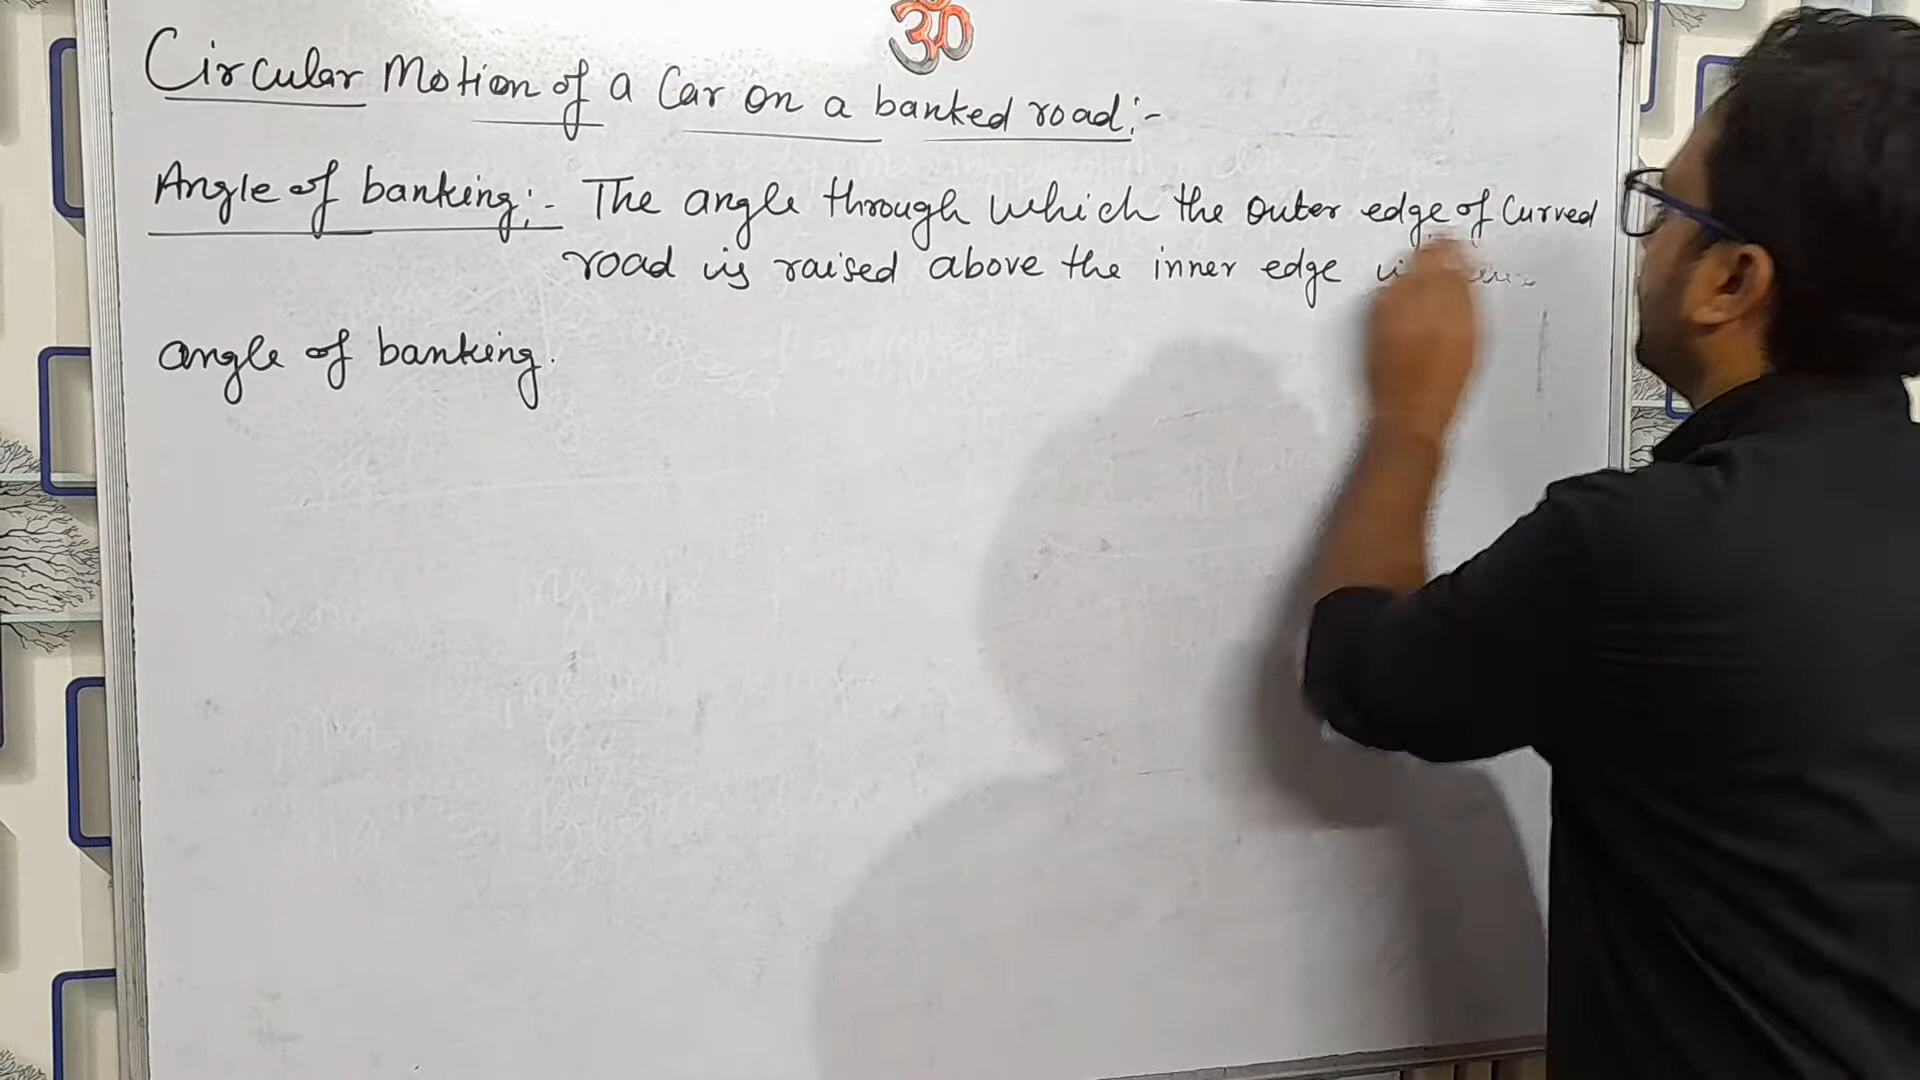 ॐ
Circular Motion of a Car on a banked road:-
Angle of banking:- The angle through which the outer edge of Curved
road is raised above the inner edge
angle of banking.